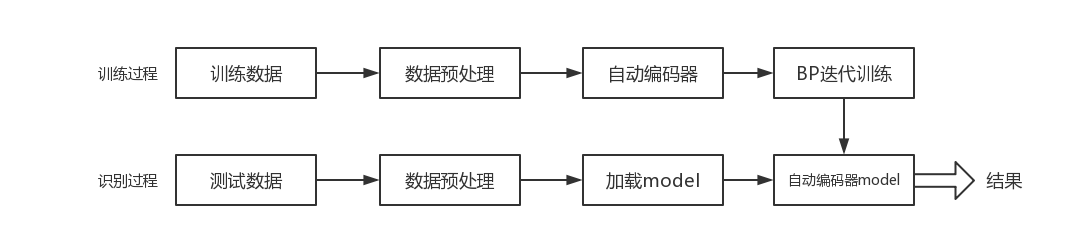 训练过程
训练数据
数据预处理
自动编码器
BP迭代训练
识别过程
测试数据
数据预处理
加载model
自动编码器model
结果